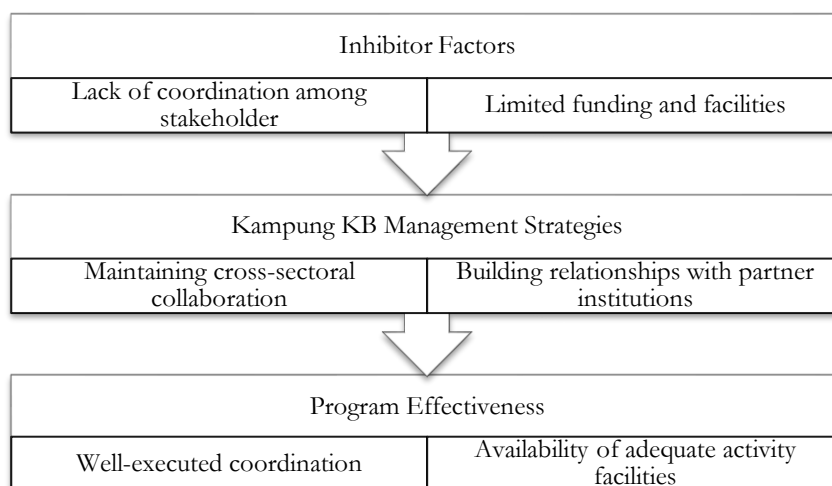 Inhibitor Factors
Lack of coordination among
stakeholder
Limited funding and facilities
Kampung KB Management Strategies
Maintaining cross-sectoral
collaboration
Building relationships with partner
institutions
Program Effectiveness
Well-executed coordination
Availability of adequate activity
facilities